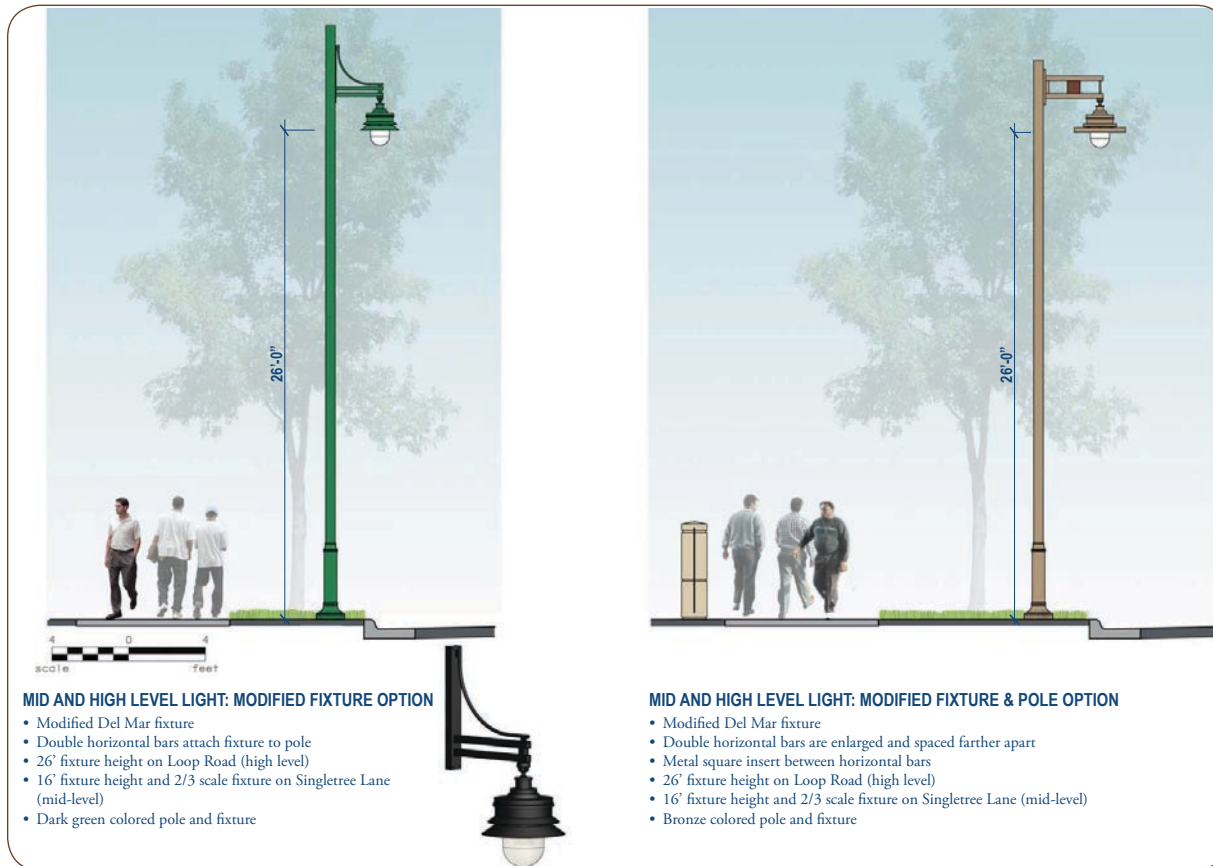 26'-0"
26'-0"
4 0 4
scale feet
MID AND HIGH LEVEL LIGHT: MODIFIED FIXTURE OPTION
• Modified Del Mar fixture
• Double horizontal bars attach fixture to pole
• 26’ fixture height on Loop Road (high level)
• 16’ fixture height and 2/3 scale fixture on Singletree Lane
(mid-level)
• Dark green colored pole and fixture
MID AND HIGH LEVEL LIGHT: MODIFIED FIXTURE & POLE OPTION
• Modified Del Mar fixture
• Double horizontal bars are enlarged and spaced farther apart
• Metal square insert between horizontal bars
• 26’ fixture height on Loop Road (high level)
• 16’ fixture height and 2/3 scale fixture on Singletree Lane (mid-level)
• Bronze colored pole and fixture